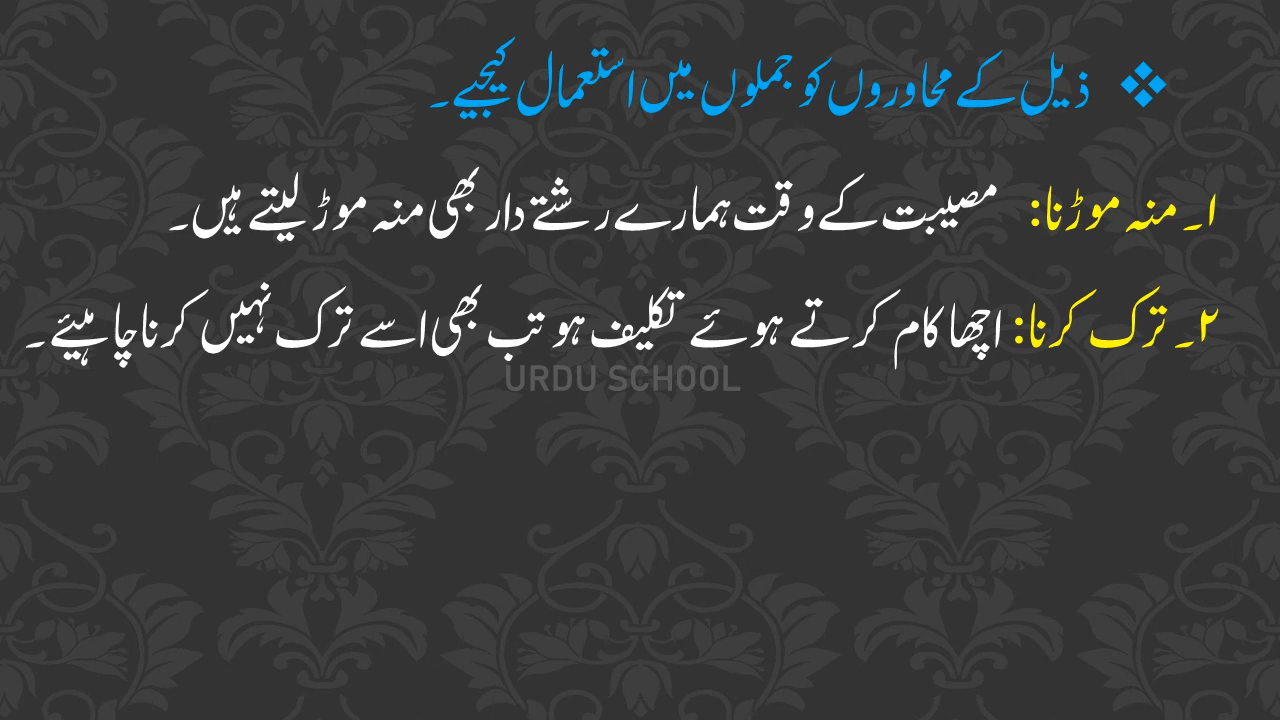 ❖ ذیل کے محاوروں کو جملوں میں استعمال کیجیے۔
۱۔ منہ موڑنا: مصیبت کے وقت ہمارے رشتے دار بھی منہ موڑ لیتے ہیں۔
۲۔ ترک کرنا: اچھا کام کرتے ہوئے تکلیف ہو تب بھی اسے ترک نہیں کرنا چاہیئے۔
URDU SCHOOL